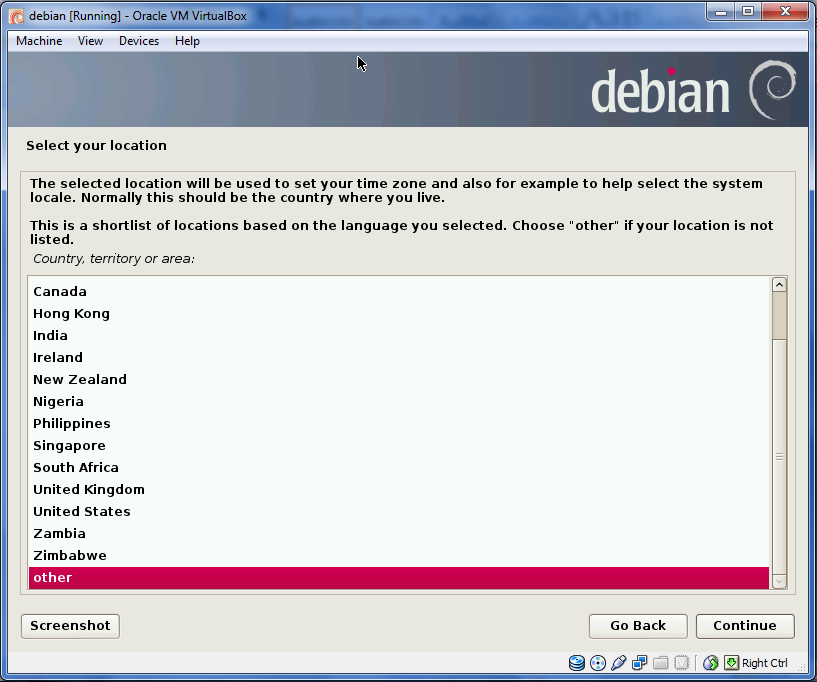 debian [Running] - Oracle VM VirtualBox
Machine View Devices Help
debian
Select your location
The selected location will be used to set your time zone and also for example to help select the system
locale. Normally this should be the country where you live.
This is a shortlist of locations based on the language you selected. Choose "other" if your location is not
listed.
Country, territory or area:
Canada
Hong Kong
India
Ireland
New Zealand
Nigeria
Philippines
Singapore
South Africa
United Kingdom
United States
Zambia
Zimbabwe
other
Screenshot Go Back Continue
Right Ctrl